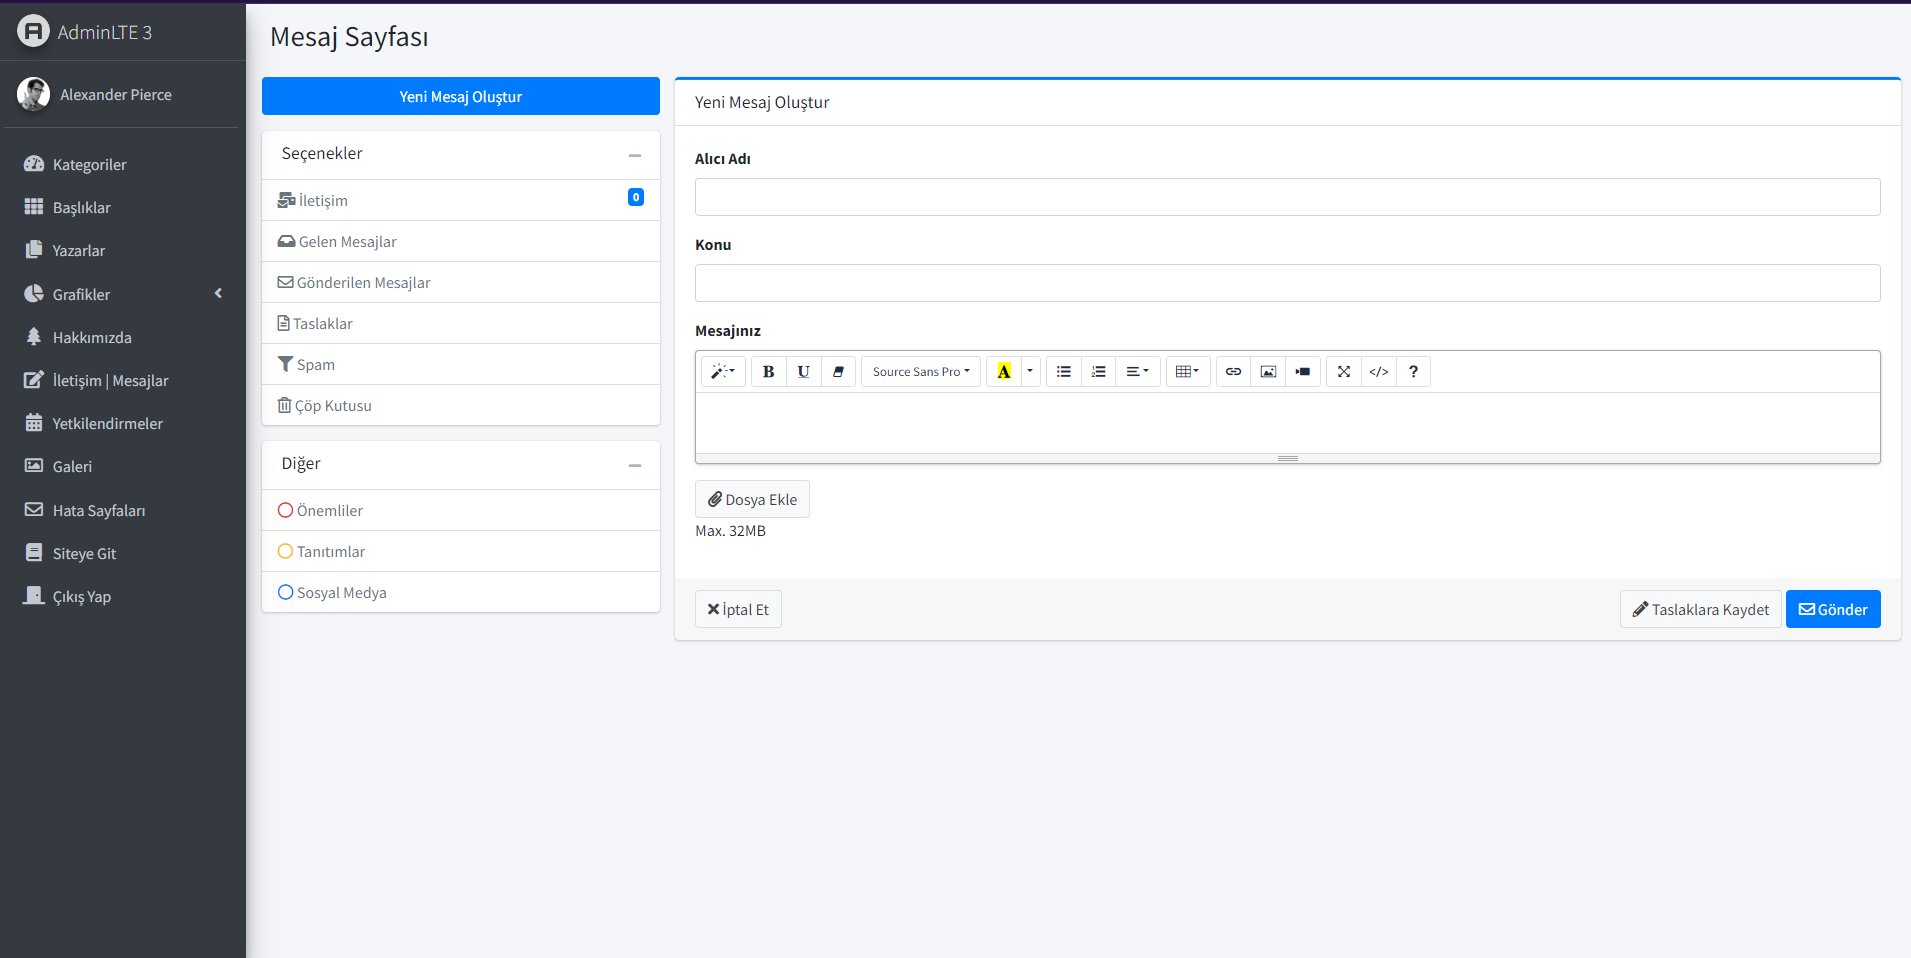 AdminLTE 3
Alexander Pierce
Kategoriler
Başlıklar
Yazarlar
Grafikler
Hakkımızda
İletişim | Mesajlar
Yetkilendirmeler
Galeri
Hata Sayfaları
Siteye Git
Çıkış Yap
Mesaj Sayfası
Yeni Mesaj Oluştur
Seçenekler
İletişim 0
Gelen Mesajlar
Gönderilen Mesajlar
Taslaklar
Spam
Çöp Kutusu
Diğer
Önemliler
Tanıtımlar
Sosyal Medya
Yeni Mesaj Oluştur
Alıcı Adı
Konu
Mesajınız
B U Source Sans Pro A </> ?
Dosya Ekle
Max. 32MB
İptal Et Taslaklara Kaydet Gönder